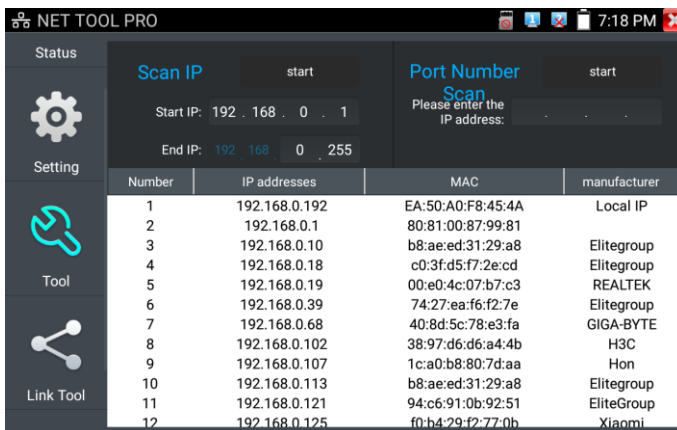 NET TOOL PRO 7:18 PM
Status
Setting
Tool
Link Tool
Scan IP start
Start IP: 192 . 168 . 0 . 1
End IP: 192 . 168 . 0 . 255
Port Number Scan start
Please enter the
IP address: . . .
Number IP addresses MAC manufacturer
1 192.168.0.192 EA:50:A0:F8:45:4A Local IP
2 192.168.0.1 80:81:00:87:99:81
3 192.168.0.10 b8:ae:ed:31:29:a8 Elitegroup
4 192.168.0.18 c0:3f:d5:f7:2e:cd Elitegroup
5 192.168.0.19 00:e0:4c:07:b7:c3 REALTEK
6 192.168.0.39 74:27:ea:f6:f2:7e Elitegroup
7 192.168.0.68 40:8d:5c:78:e3:fa GIGA-BYTE
8 192.168.0.102 38:97:d6:d6:a4:4b H3C
9 192.168.0.107 1c:a0:b8:80:7d:aa Hon
10 192.168.0.113 b8:ae:ed:31:29:a8 Elitegroup
11 192.168.0.121 94:c6:91:0b:92:51 EliteGroup
12 192.168.0.125 f0:b4:29:f2:77:0b Xiaomi